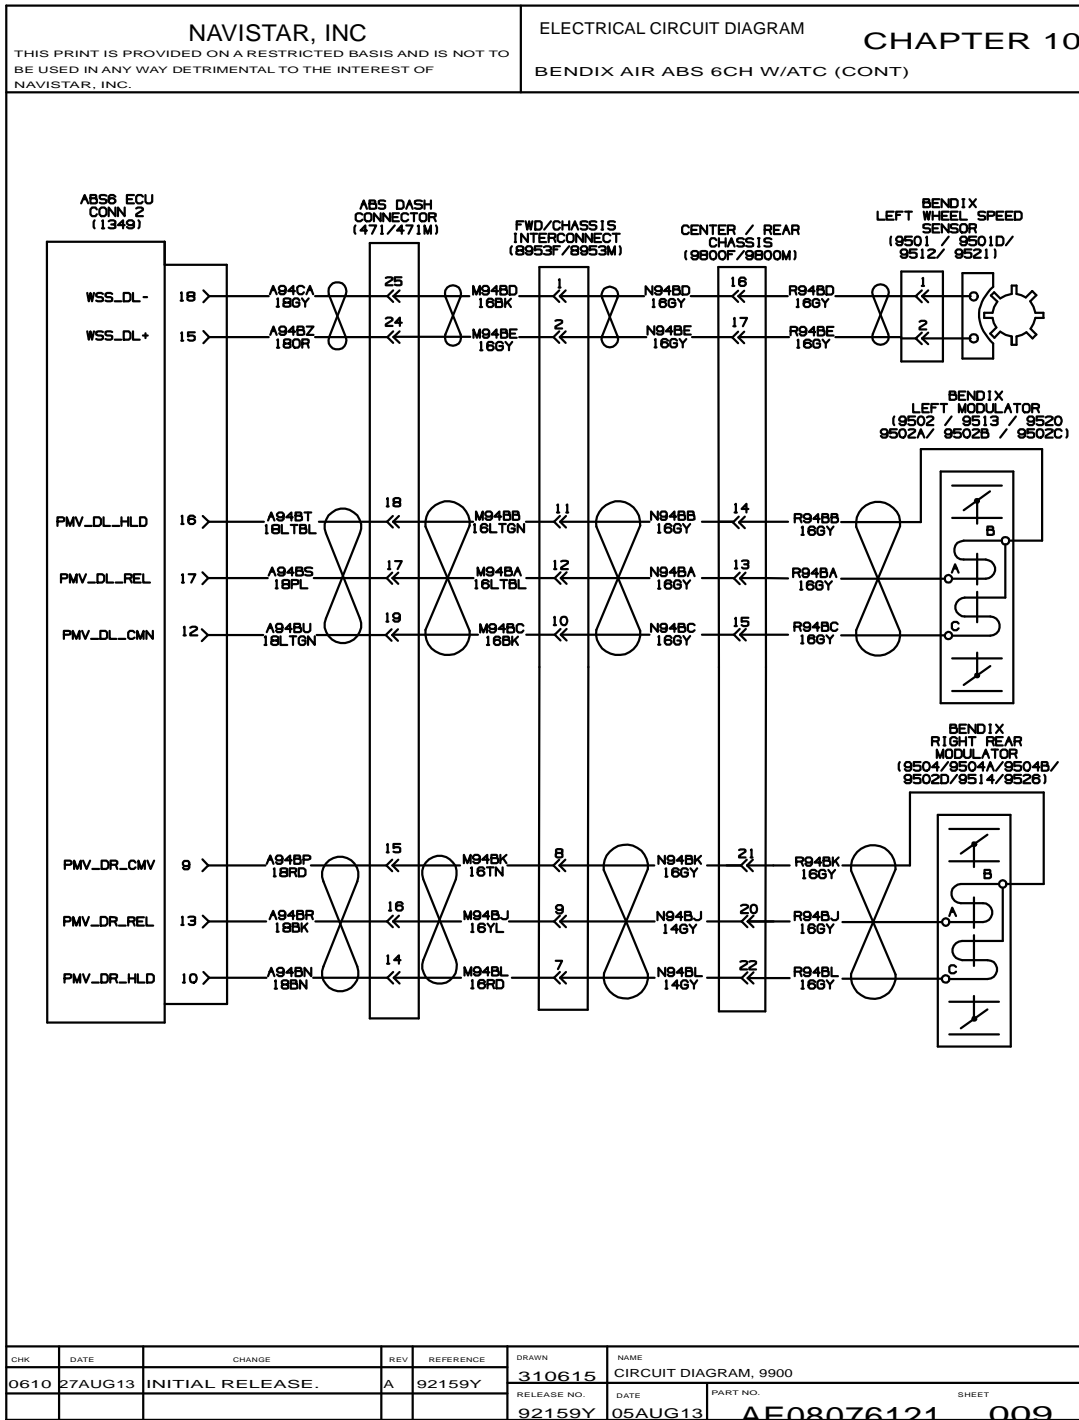 NAVISTAR, INC
THIS PRINT IS PROVIDED ON A RESTRICTED BASIS AND IS NOT TO
BE USED IN ANY WAY DETRIMENTAL TO THE INTEREST OF
NAVISTAR, INC.
ELECTRICAL CIRCUIT DIAGRAM
CHAPTER 10
BENDIX AIR ABS 6CH W/ATC (CONT)
ABS6 ECU
CONN 2
(1349)
ABS DASH
CONNECTOR
(471/471M)
FWD/CHASSIS
INTERCONNECT
(8953F/8953M)
CENTER / REAR
CHASSIS
(9800F/9800M)
BENDIX
LEFT WHEEL SPEED
SENSOR
(9501 / 9501D/
9512/ 9521)
WSS_DL- 18 A94CA 25 M94BD 1 N94BD 16 R94BD 1
18GY 16BK 16GY 16GY
WSS_DL+ 15 A94BZ 24 M94BE 2 N94BE 17 R94BE 2
18OR 16GY 16GY 16GY
BENDIX
LEFT MODULATOR
(9502 / 9513 / 9520
9502A/ 9502B / 9502C)
PMV_DL_HLD 16 A94BT 18 M94BB 11 N94BB 14 R94BB B
18LTBL 16LTGN 16GY 16GY
PMV_DL_REL 17 A94BS 17 M94BA 12 N94BA 13 R94BA A
18PL 16LTBL 16GY 16GY
PMV_DL_CMN 12 A94BU 19 M94BC 10 N94BC 15 R94BC C
18LTGN 16BK 16GY 16GY
BENDIX
RIGHT REAR
MODULATOR
(9504/9504A/9504B/
9502D/9514/9526)
PMV_DR_CMV 9 A94BP 15 M94BK 8 N94BK 21 R94BK B
18RD 16TN 16GY 16GY
PMV_DR_REL 13 A94BR 16 M94BJ 9 N94BJ 20 R94BJ A
18BK 16YL 14GY 16GY
PMV_DR_HLD 10 A94BN 14 M94BL 7 N94BL 22 R94BL C
18BN 16RD 14GY 16GY
CHK DATE CHANGE REV REFERENCE
0610 27AUG13 INITIAL RELEASE. A 92159Y
DRAWN NAME
310615 CIRCUIT DIAGRAM, 9900
RELEASE NO. DATE PART NO. SHEET
92159Y 05AUG13 AE08076121 009